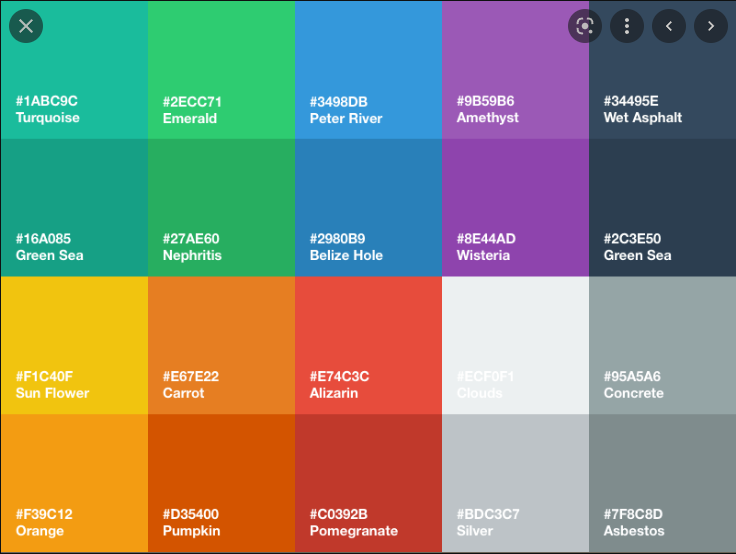 #1ABC9C
Turquoise
#2ECC71
Emerald
#3498DB
Peter River
#9B59B6
Amethyst
#34495E
Wet Asphalt
#16A085
Green Sea
#27AE60
Nephritis
#2980B9
Belize Hole
#8E44AD
Wisteria
#2C3E50
Green Sea
#F1C40F
Sun Flower
#E67E22
Carrot
#E74C3C
Alizarin
#ECF0F1
Clouds
#95A5A6
Concrete
#F39C12
Orange
#D35400
Pumpkin
#C0392B
Pomegranate
#BDC3C7
Silver
#7F8C8D
Asbestos